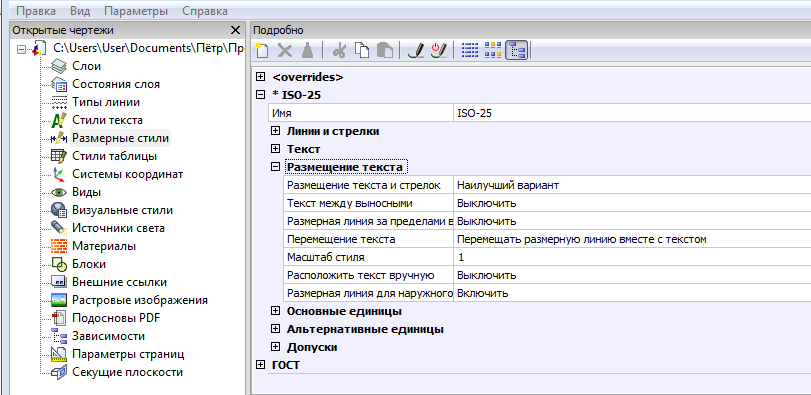 Правка Вид Параметры Справка
Открытые чертежи
C:\Users\User\Documents\Пётр\Пр
Слои
Состояния слоя
Типы линии
Стили текста
Размерные стили
Стили таблицы
Системы координат
Виды
Визуальные стили
Источники света
Материалы
Блоки
Внешние ссылки
Растровые изображения
Подосновы PDF
Зависимости
Параметры страниц
Секущие плоскости
Подробно
<overrides>
* ISO-25
Имя ISO-25
Линии и стрелки
Текст
Размещение текста
Размещение текста и стрелок Наилучший вариант
Текст между выносными Выключить
Размерная линия за пределами в Выключить
Перемещение текста Перемещать размерную линию вместе с текстом
Масштаб стиля 1
Расположить текст вручную Выключить
Размерная линия для наружного Включить
Основные единицы
Альтернативные единицы
Допуски
ГОСТ